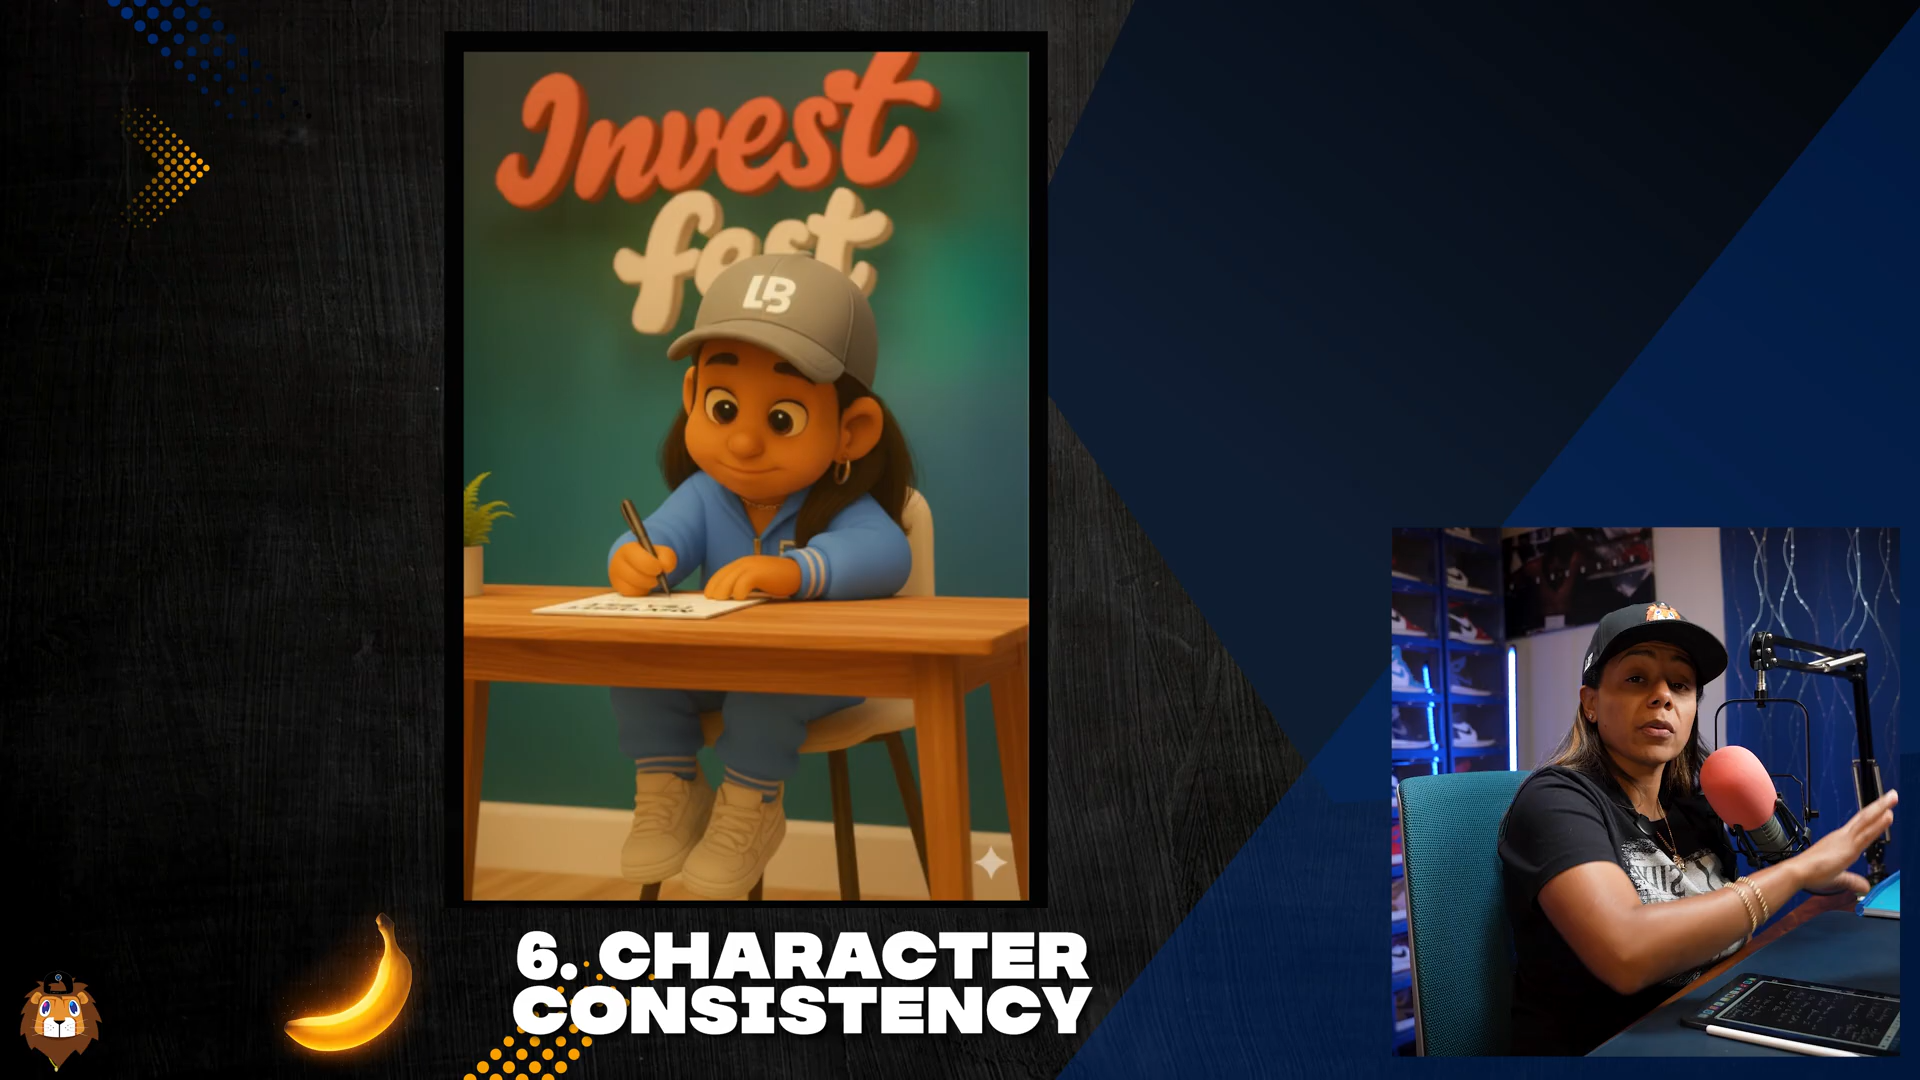 Invest
fest
LB
6. CHARACTER
CONSISTENCY